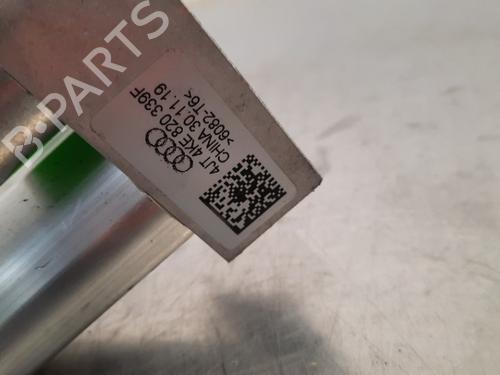 B-PARTS
4JT 4KE 820 339F
CHINA 30.11.19
>6082-T6<